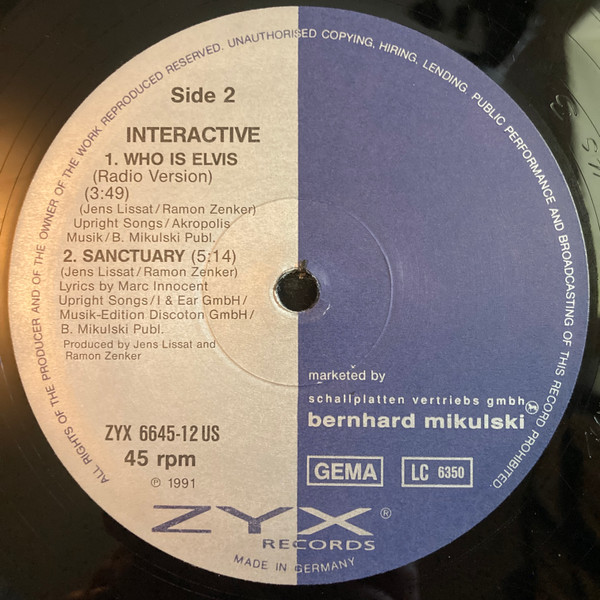 ALL RIGHTS OF THE PRODUCER AND OF THE OWNER OF THE WORK REPRODUCED RESERVED. UNAUTHORISED COPYING, HIRING, LENDING. PUBLIC PERFORMANCE AND BROADCASTING OF THIS RECORD PROHIBITED.
Side 2
INTERACTIVE
1. WHO IS ELVIS
(Radio Version)
(3:49)
(Jens Lissat/Ramon Zenker)
Upright Songs/Akropolis
Musik/B. Mikulski Publ.
2. SANCTUARY (5:14)
(Jens Lissat/Ramon Zenker)
Lyrics by Marc Innocent
Upright Songs/I & Ear GmbH/
Musik-Edition Discoton GmbH/
B. Mikulski Publ.
Produced by Jens Lissat and
Ramon Zenker
marketed by
schallplatten vertriebs gmbh
bernhard mikulski
ZYX 6645-12 US
45 rpm
℗ 1991
GEMA
LC 6350
ZYX®
RECORDS
MADE IN GERMANY